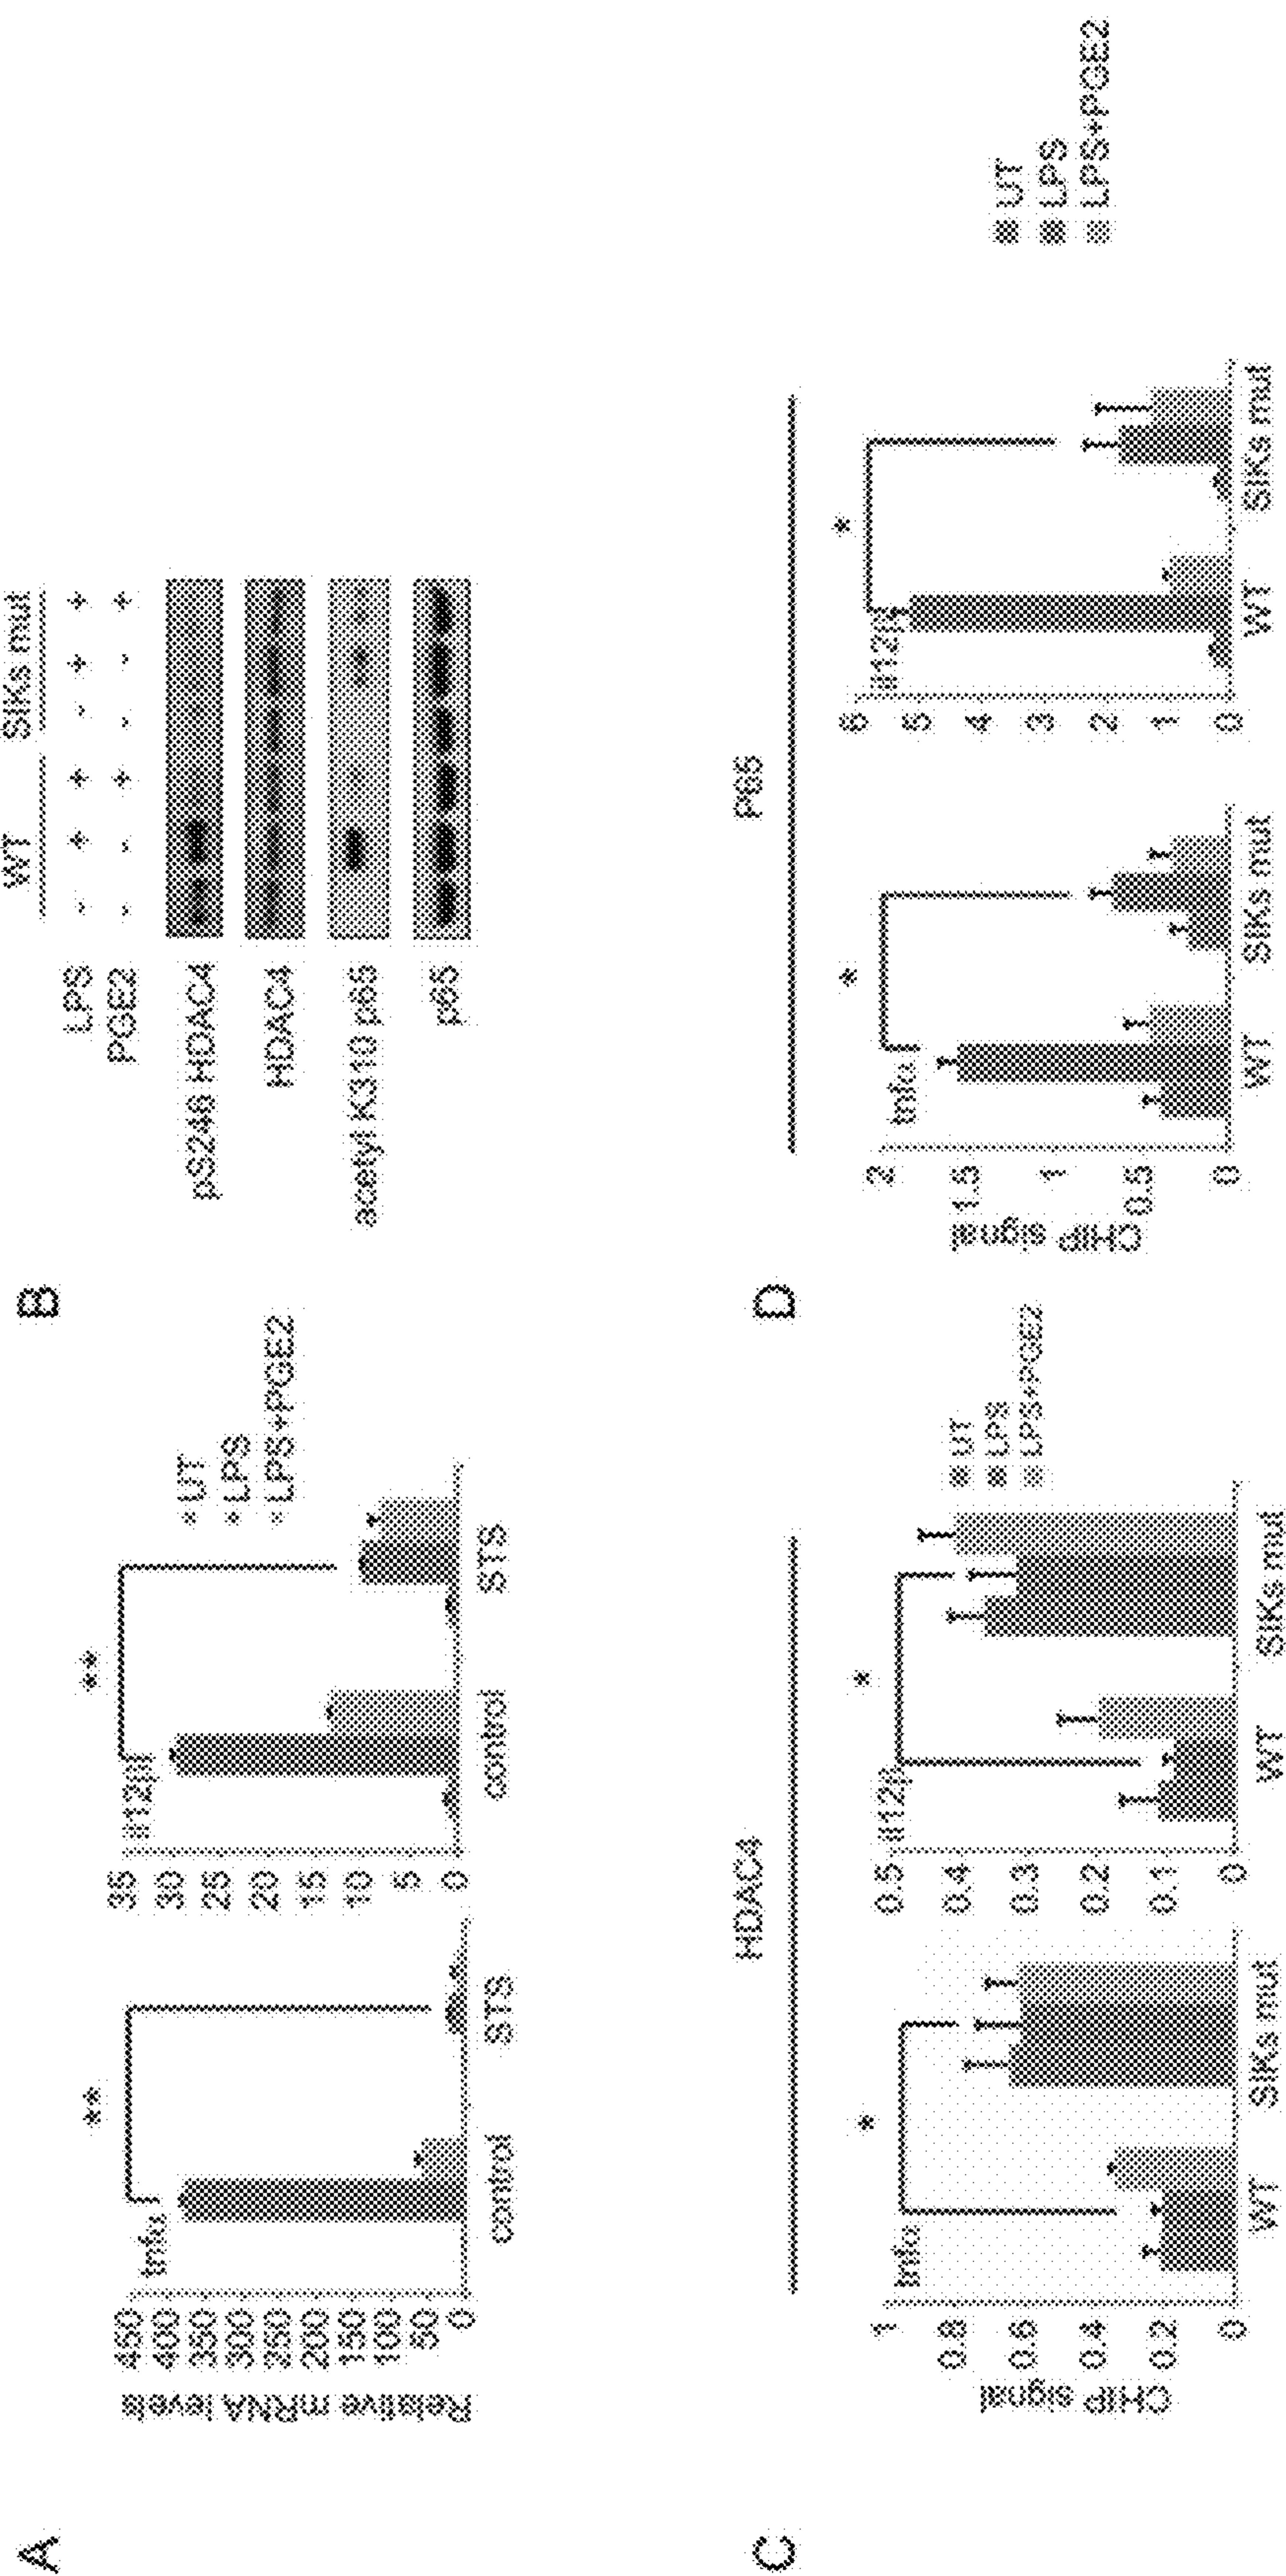 A
Relative mRNA levels
450
400
350
300
250
200
150
100
50
0
Tnfα
**
control
STS
35
30
25
20
15
10
5
0
**
control
STS
UT
LPS
LPS+PGE2
B
WT
SIKs mut
LPS
- + + - + +
PGE2
- - + - - +
pS246 HDAC4
HDAC4
acetyl K310 p65
p65
C
HDAC4
CHIP signal
1
0.8
0.6
0.4
0.2
0
Tnfα
*
WT
SIKs mut
0.5
0.4
0.3
0.2
0.1
0
*
WT
SIKs mut
UT
LPS
LPS+PGE2
D
P65
CHIP signal
2
1.5
1
0.5
0
Tnfα
*
WT
SIKs mut
6
5
4
3
2
1
0
*
WT
SIKs mut
UT
LPS
LPS+PGE2